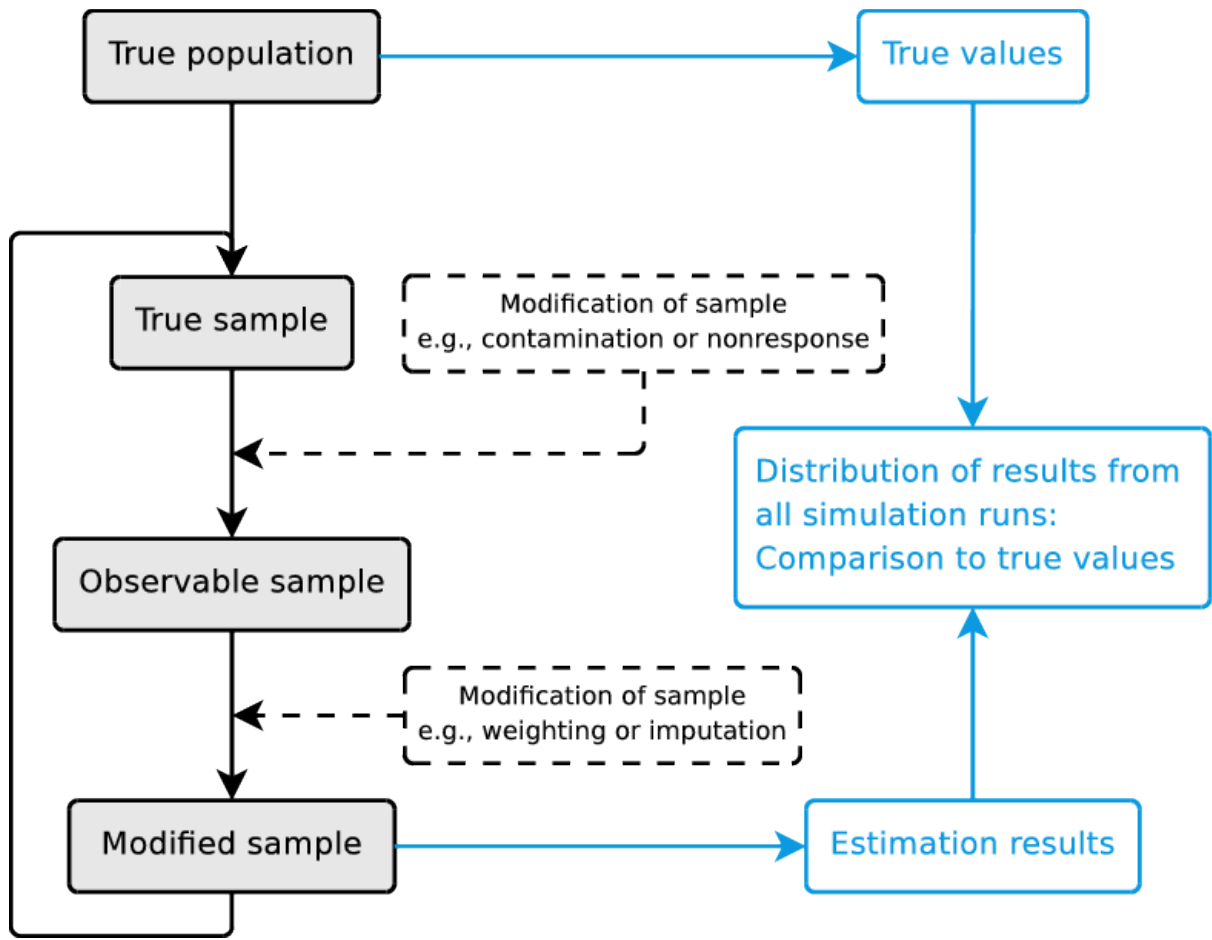 True population
True values
True sample
Modification of sample
e.g., contamination or nonresponse
Distribution of results from
all simulation runs:
Comparison to true values
Observable sample
Modification of sample
e.g., weighting or imputation
Modified sample
Estimation results